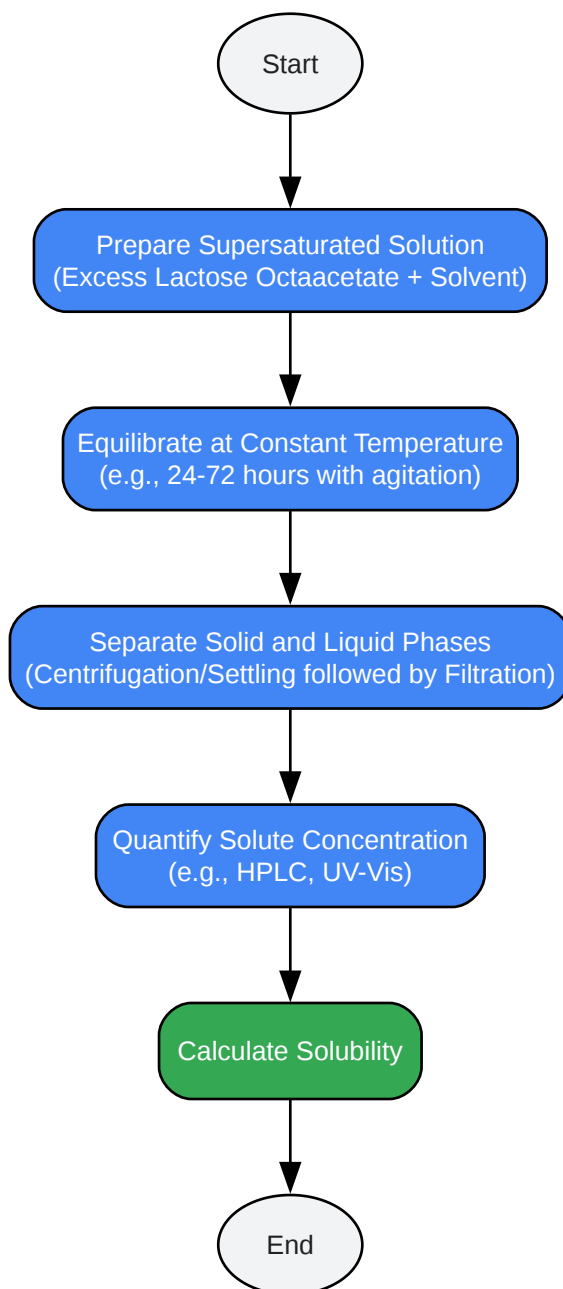 Start
Prepare Supersaturated Solution
(Excess Lactose Octaacetate + Solvent)
Equilibrate at Constant Temperature
(e.g., 24-72 hours with agitation)
Separate Solid and Liquid Phases
(Centrifugation/Settling followed by Filtration)
Quantify Solute Concentration
(e.g., HPLC, UV-Vis)
Calculate Solubility
End